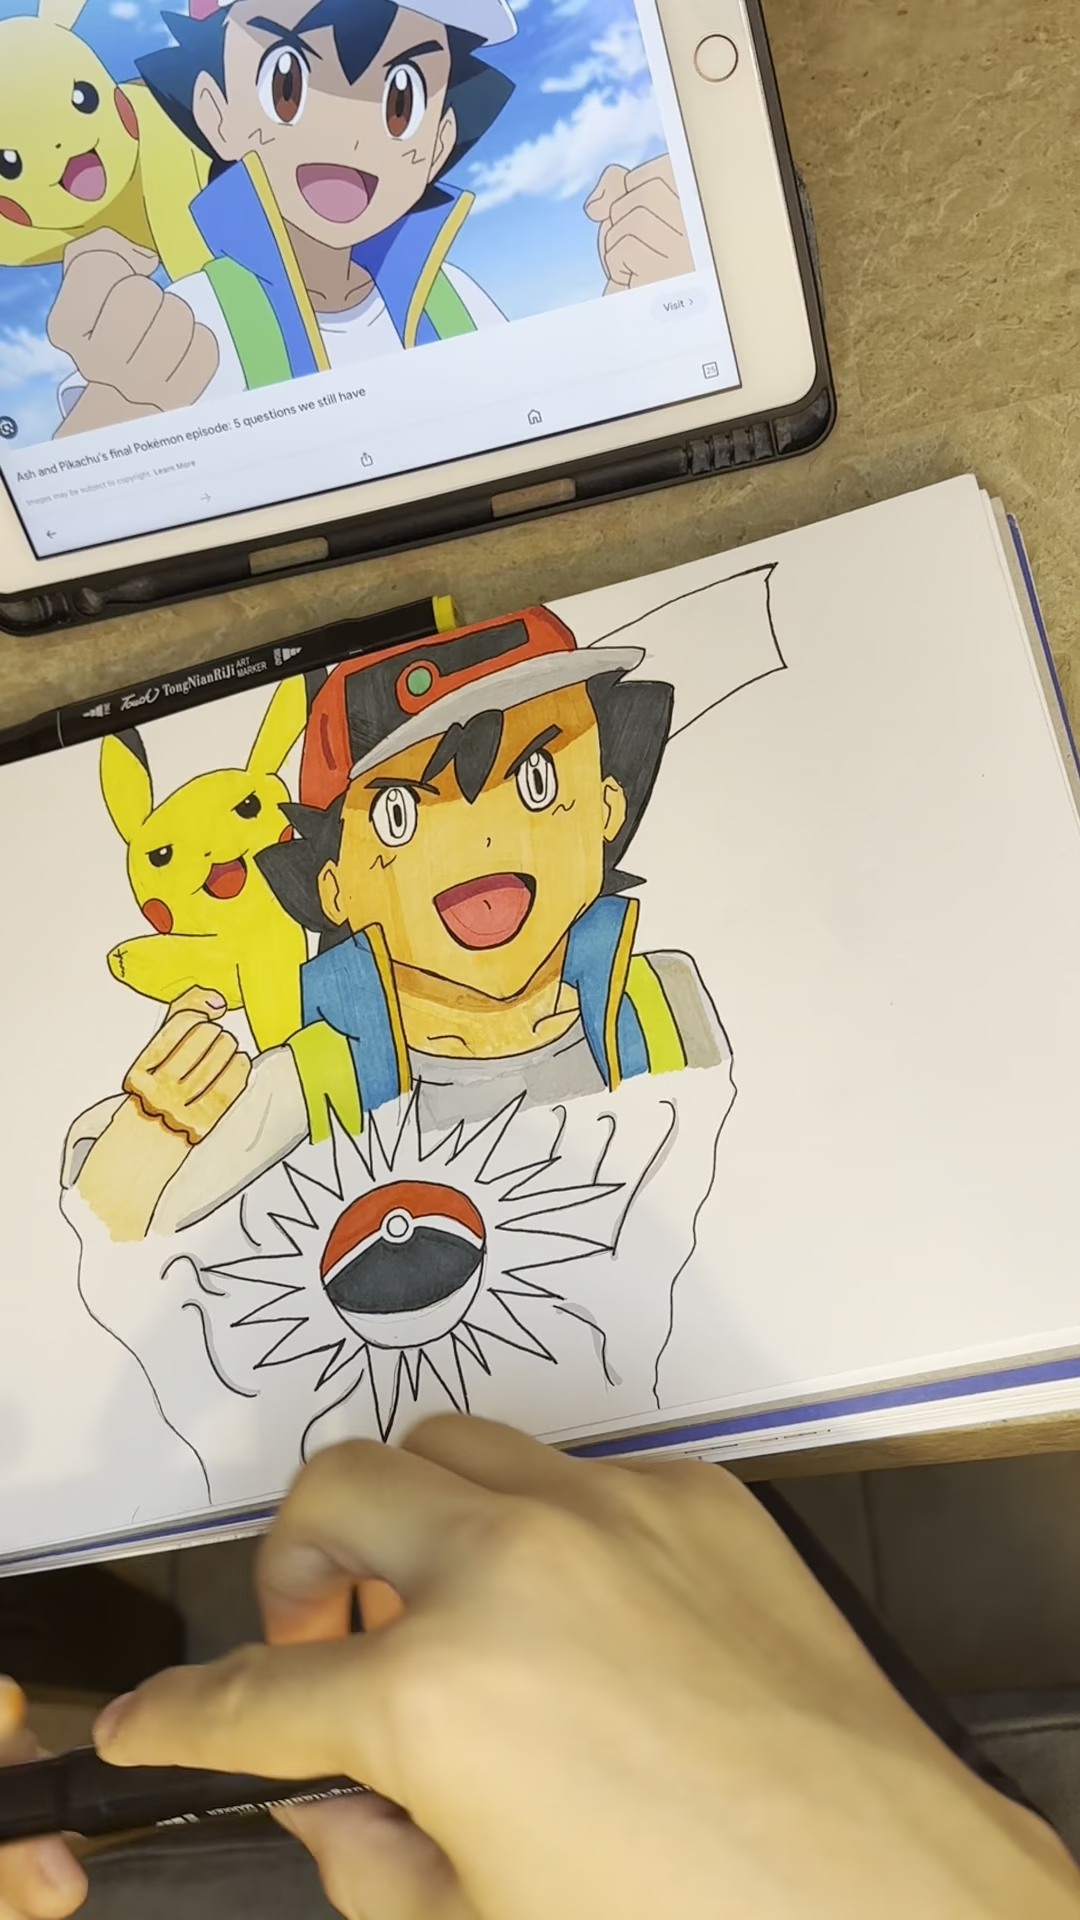 Visit >
25
Ash and Pikachu's final Pokémon episode: 5 questions we still have
Images may be subject to copyright. Learn More
Touch TongNianRiJi ART
MARKER